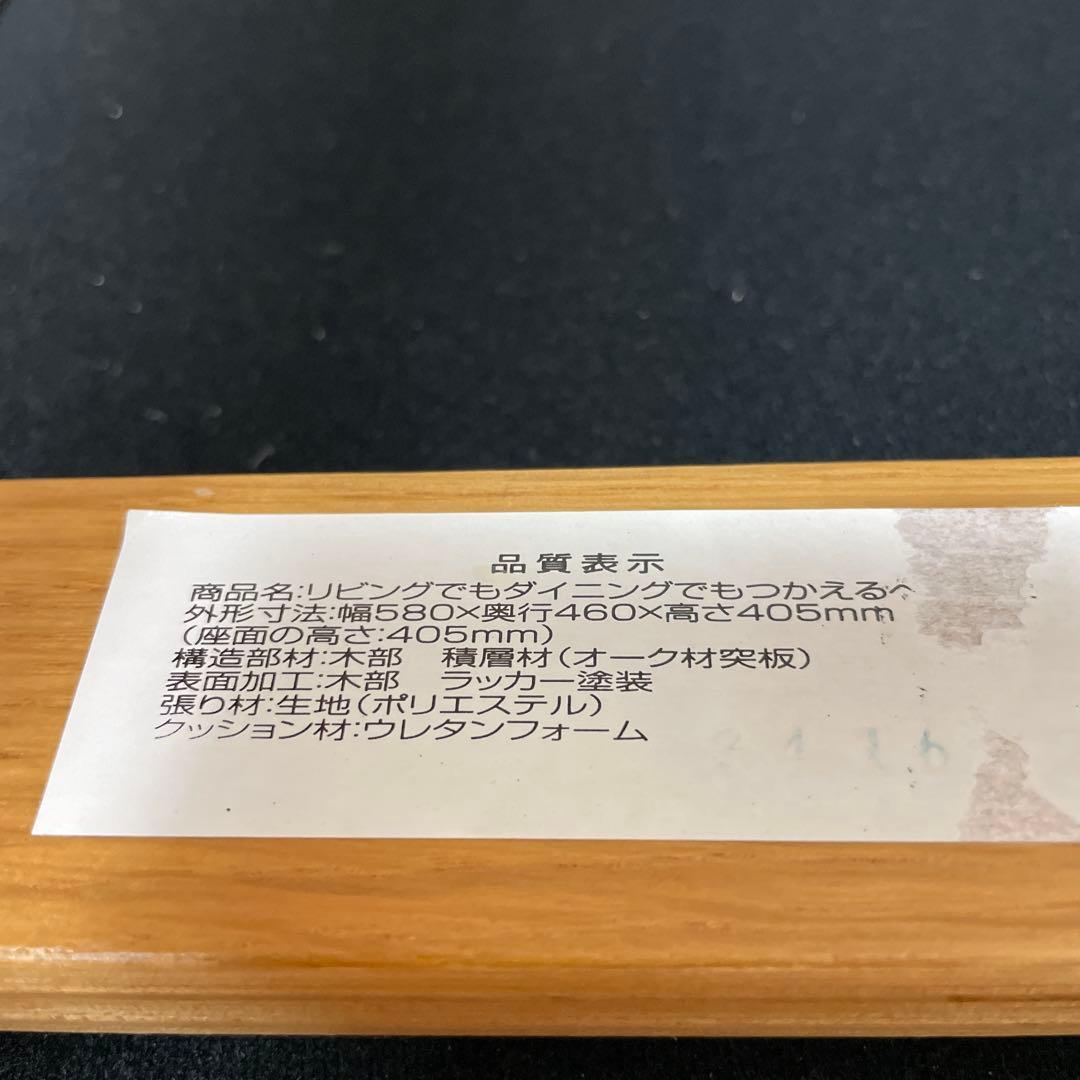 品質表示
商品名:リビングでもダイニングでもつかえる
外形寸法:幅580×奥行460×高さ405mm
(座面の高さ:405mm)
構造部材:木部 積層材(オーク材突板)
表面加工:木部 ラッカー塗装
張り材:生地(ポリエステル)
クッション材:ウレタンフォーム